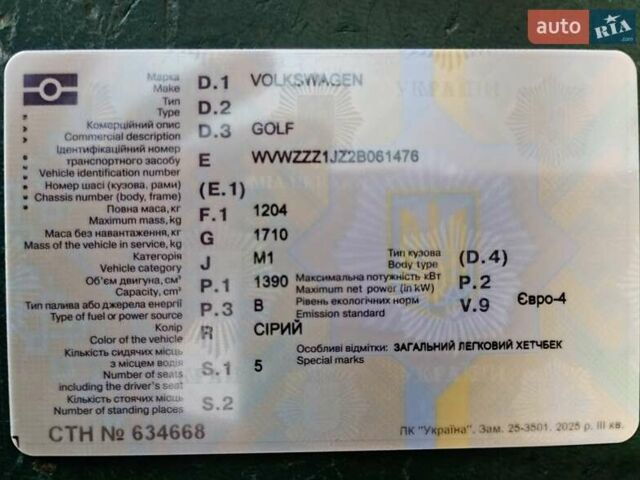 auto RIA.com
Марка D.1 VOLKSWAGEN
Make
Тип D.2
Type
Комерційний опис D.3 GOLF
Commercial description
Ідентифікаційний номер
транспортного засобу E WVWZZZ1JZ2B061476
Vehicle identification number
Номер шасі (кузова, рами) (E.1)
Chassis number (body, frame)
Повна маса, кг F.1 1204
Maximum mass, kg
Маса без навантаження, кг G 1710
Mass of the vehicle in service, kg
Категорія J M1 Тип кузова (D.4)
Vehicle category Body type
Об'єм двигуна, см³ P.1 1390 Максимальна потужність кВт P.2
Capacity, cm³ Maximum net power (in kW)
Тип палива або джерела енергії P.3 B Рівень екологічних норм V.9 Євро-4
Type of fuel or power source Emission standard
Колір R СІРИЙ
Color of the vehicle
Особливі відмітки: ЗАГАЛЬНИЙ ЛЕГКОВИЙ ХЕТЧБЕК
Special marks
Кількість сидячих місць
з місцем водія S.1 5
Number of seats
including the driver's seat
Кількість стоячих місць S.2
Number of standing places
СТН № 634668
ПК "Україна". Зам. 25-3501. 2025 р. III кв.